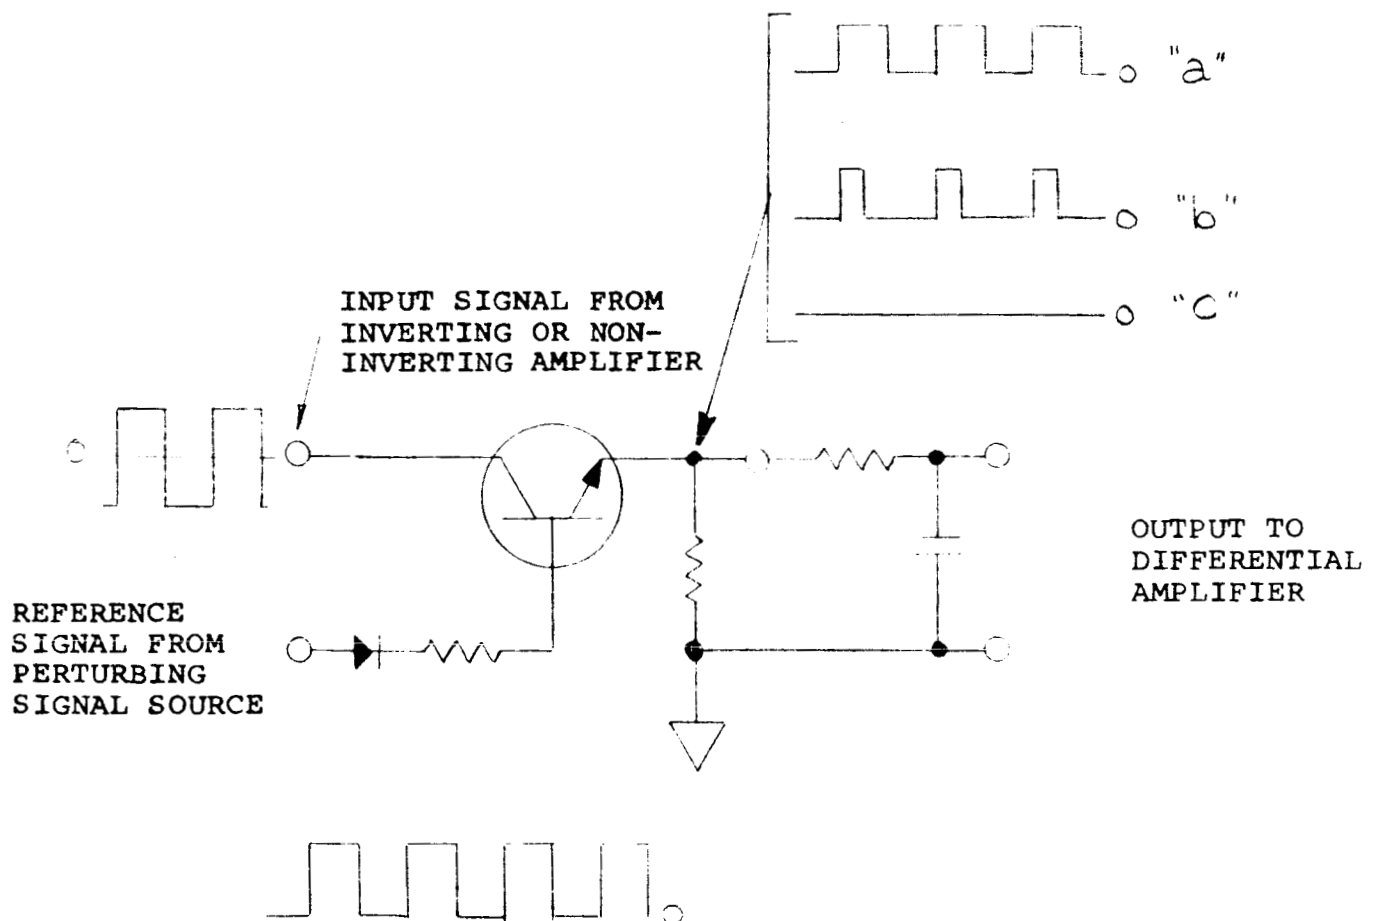 "a"
"b"
"C"
INPUT SIGNAL FROM
INVERTING OR NON-
INVERTING AMPLIFIER
OUTPUT TO
DIFFERENTIAL
AMPLIFIER
REFERENCE
SIGNAL FROM
PERTURBING
SIGNAL SOURCE